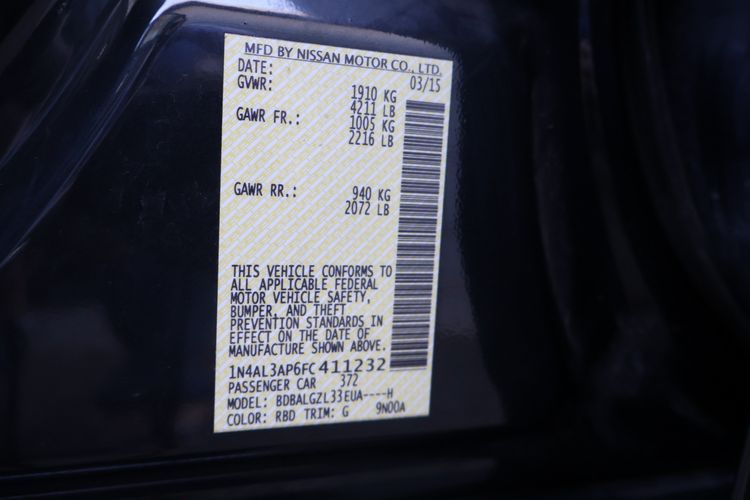 MFD BY NISSAN MOTOR CO., LTD.
DATE: 03/15
GVWR: 1910 KG
4211 LB
GAWR FR.: 1005 KG
2216 LB
GAWR RR.: 940 KG
2072 LB
THIS VEHICLE CONFORMS TO
ALL APPLICABLE FEDERAL
MOTOR VEHICLE SAFETY,
BUMPER, AND THEFT
PREVENTION STANDARDS IN
EFFECT ON THE DATE OF
MANUFACTURE SHOWN ABOVE.
1N4AL3AP6FC411232
PASSENGER CAR 372
MODEL: BDBALGZL33EUA----H
COLOR: RBD TRIM: G 9N00A